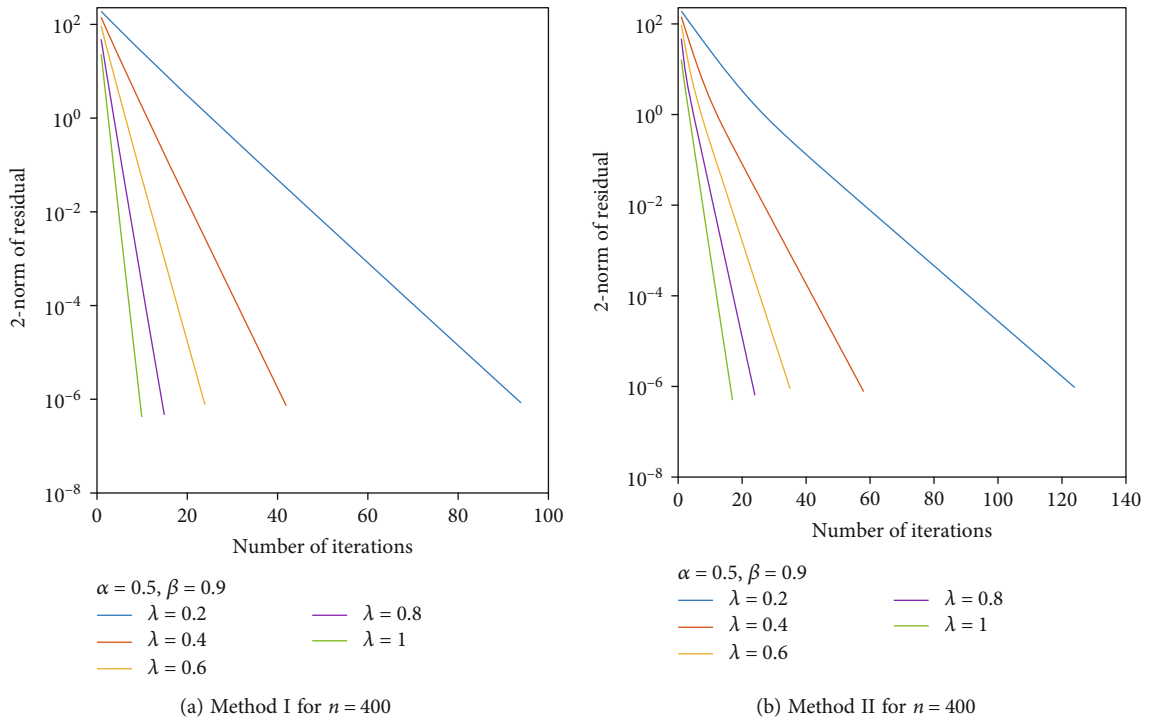 10^2
10^0
10^−2
10^−4
10^−6
10^−8
2-norm of residual
0 20 40 60 80 100
Number of iterations
α = 0.5, β = 0.9
λ = 0.2
λ = 0.4
λ = 0.6
λ = 0.8
λ = 1
(a) Method I for n = 400
10^2
10^0
10^−2
10^−4
10^−6
10^−8
2-norm of residual
0 20 40 60 80 100 120 140
Number of iterations
α = 0.5, β = 0.9
λ = 0.2
λ = 0.4
λ = 0.6
λ = 0.8
λ = 1
(b) Method II for n = 400